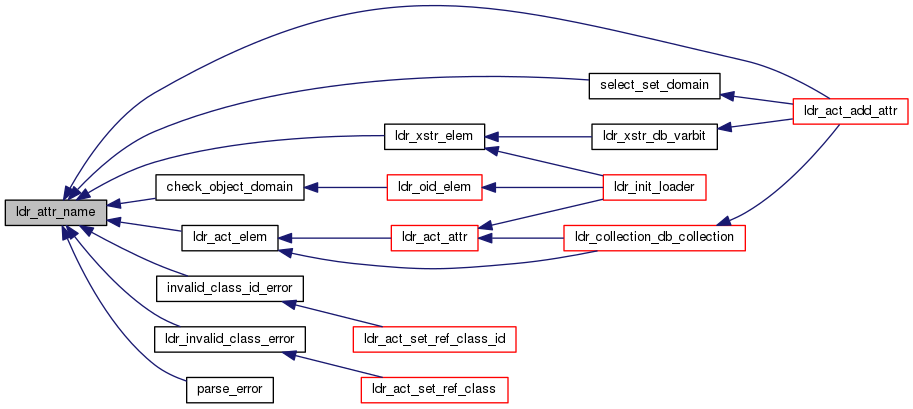 select_set_domain
ldr_act_add_attr
ldr_xstr_elem
ldr_xstr_db_varbit
check_object_domain
ldr_oid_elem
ldr_init_loader
ldr_attr_name
ldr_act_elem
ldr_act_attr
ldr_collection_db_collection
invalid_class_id_error
ldr_invalid_class_error
ldr_act_set_ref_class_id
parse_error
ldr_act_set_ref_class